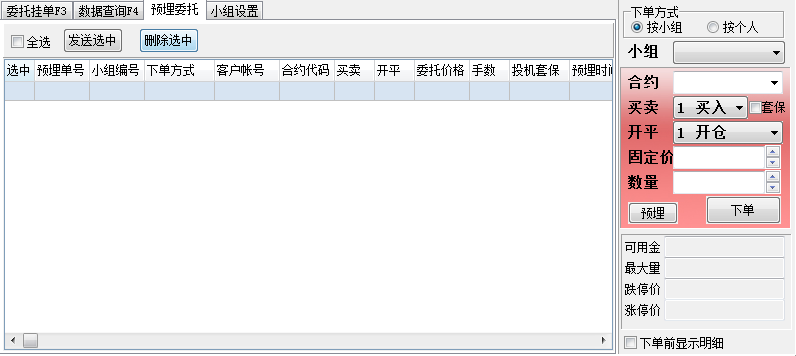 委托挂单F3 数据查询F4 预埋委托 小组设置
全选 发送选中 删除选中
选中 预埋单号 小组编号 下单方式 客户帐号 合约代码 买卖 开平 委托价格 手数 投机套保 预埋时间
下单方式
按小组 按个人
小组
合约
买卖 1 买入 套保
开平 1 开仓
固定价
数量
预埋 下单
可用金
最大量
跌停价
涨停价
下单前显示明细